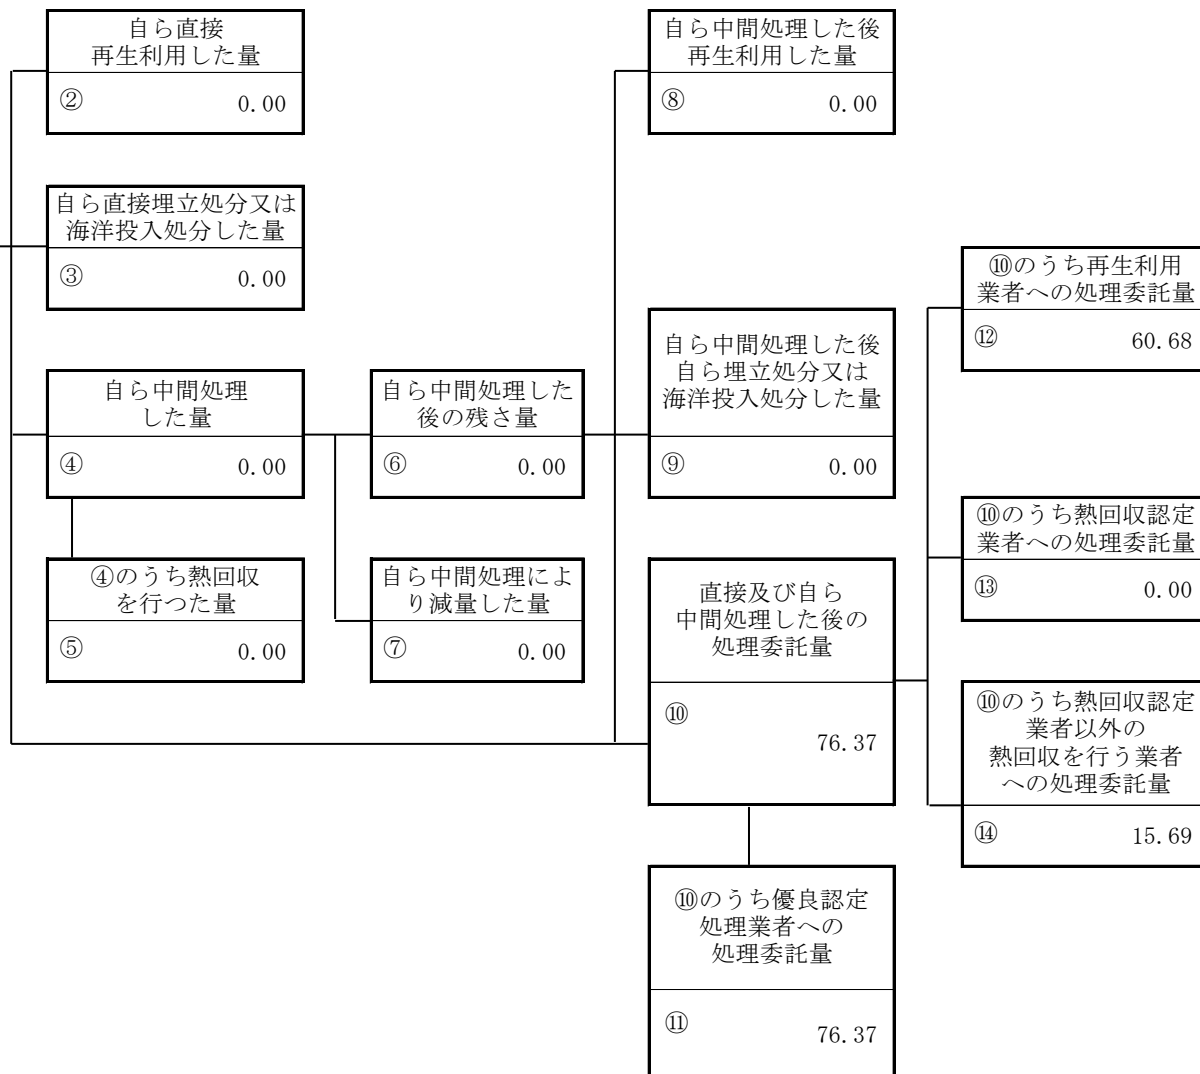 自ら直接
再生利用した量
② 0.00
自ら中間処理した後
再生利用した量
⑧ 0.00
自ら直接埋立処分又は
海洋投入処分した量
③ 0.00
⑩のうち再生利用
業者への処理委託量
⑫ 60.68
自ら中間処理した後
自ら埋立処分又は
海洋投入処分した量
⑨ 0.00
自ら中間処理
した量
④ 0.00
自ら中間処理した
後の残さ量
⑥ 0.00
⑩のうち熱回収認定
業者への処理委託量
⑬ 0.00
④のうち熱回収
を行つた量
⑤ 0.00
自ら中間処理によ
り減量した量
⑦ 0.00
直接及び自ら
中間処理した後の
処理委託量
⑩ 76.37
⑩のうち熱回収認定
業者以外の
熱回収を行う業者
への処理委託量
⑭ 15.69
⑩のうち優良認定
処理業者への
処理委託量
⑪ 76.37